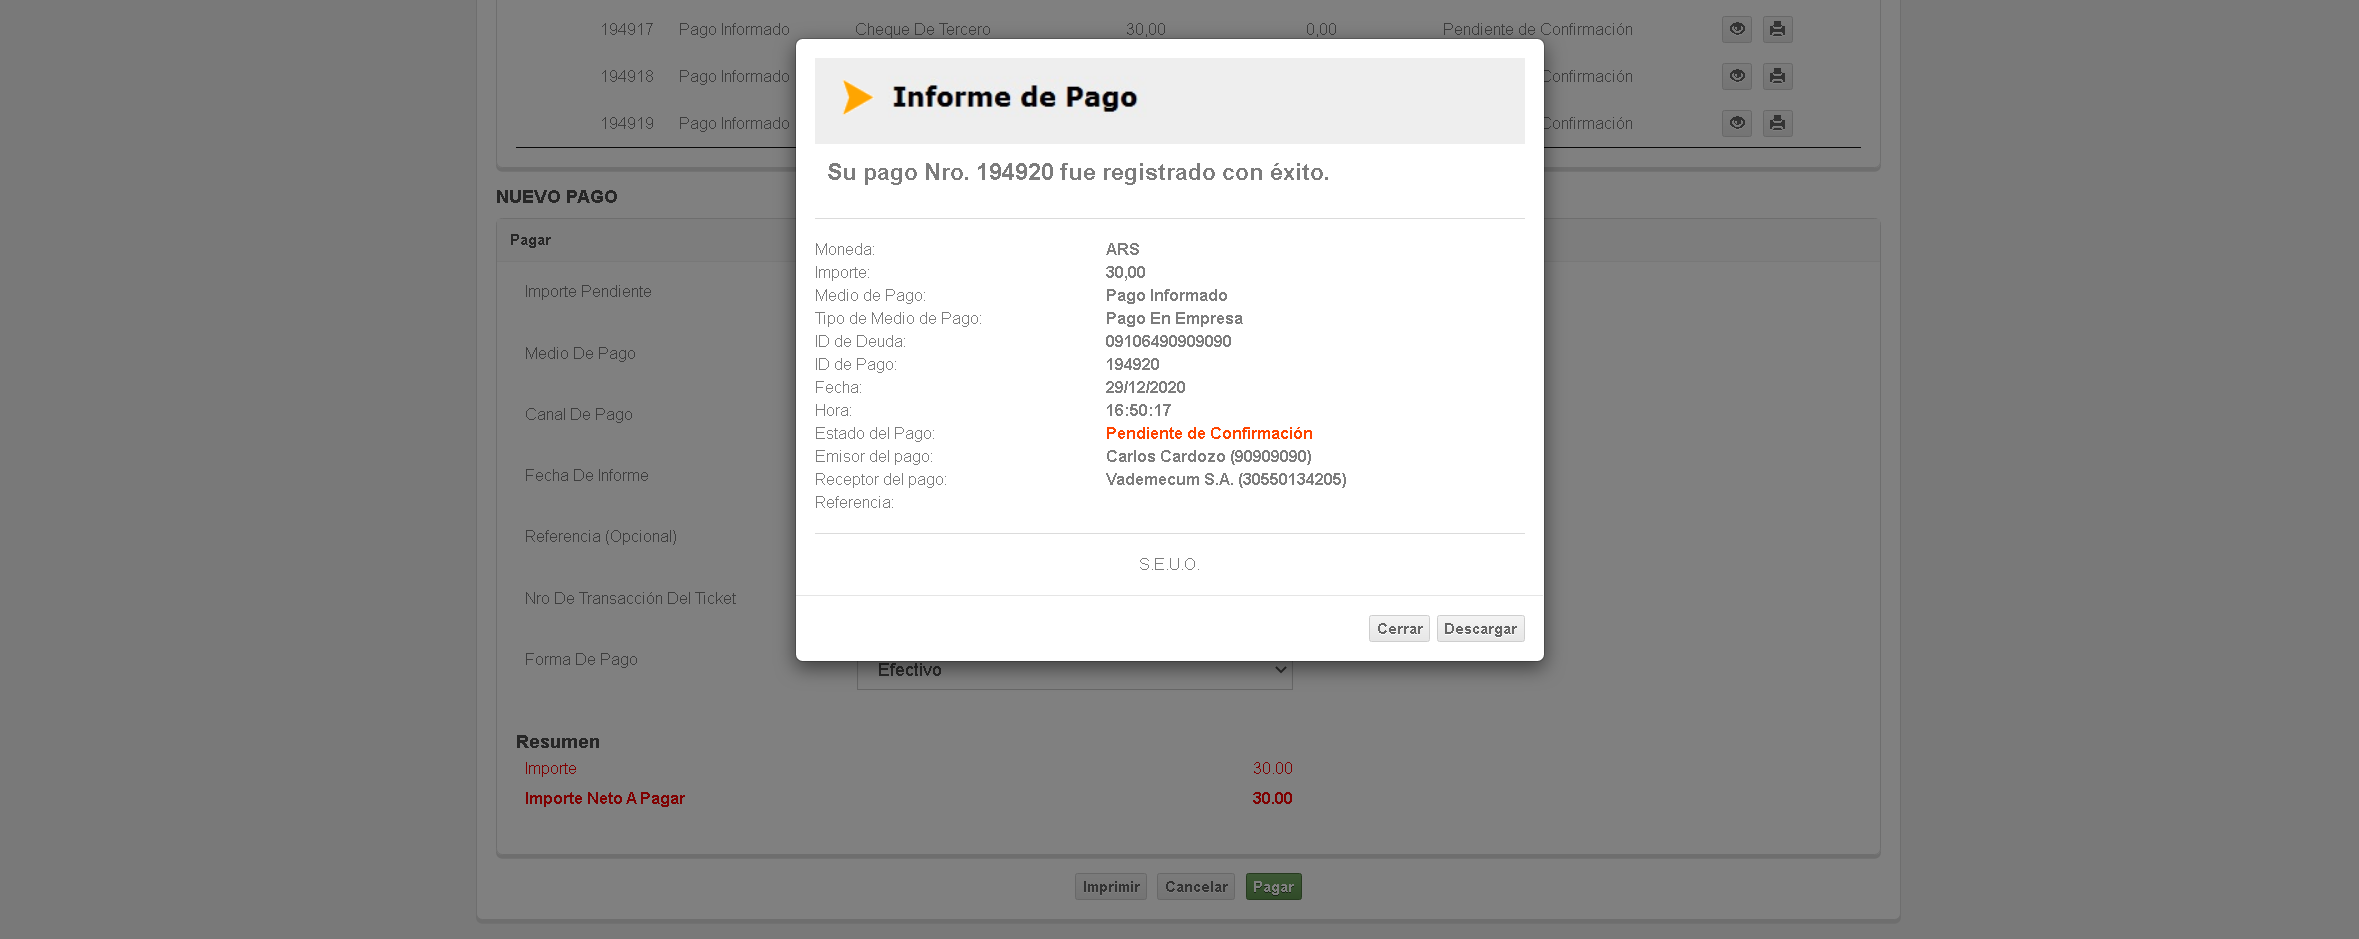 194917 Pago Informado Cheque De Tercero 30,00 0,00 Pendiente de Confirmación
194918 Pago Informado Confirmación
194919 Pago Informado Confirmación
Informe de Pago
Su pago Nro. 194920 fue registrado con éxito.
Moneda: ARS
Importe: 30,00
Medio de Pago: Pago Informado
Tipo de Medio de Pago: Pago En Empresa
ID de Deuda: 09106490909090
ID de Pago: 194920
Fecha: 29/12/2020
Hora: 16:50:17
Estado del Pago: Pendiente de Confirmación
Emisor del pago: Carlos Cardozo (90909090)
Receptor del pago: Vademecum S.A. (30550134205)
Referencia:
S.E.U.O.
Cerrar Descargar
NUEVO PAGO
Pagar
Importe Pendiente
Medio De Pago
Canal De Pago
Fecha De Informe
Referencia (Opcional)
Nro De Transacción Del Ticket
Forma De Pago Efectivo
Resumen
Importe 30.00
Importe Neto A Pagar 30.00
Imprimir Cancelar Pagar